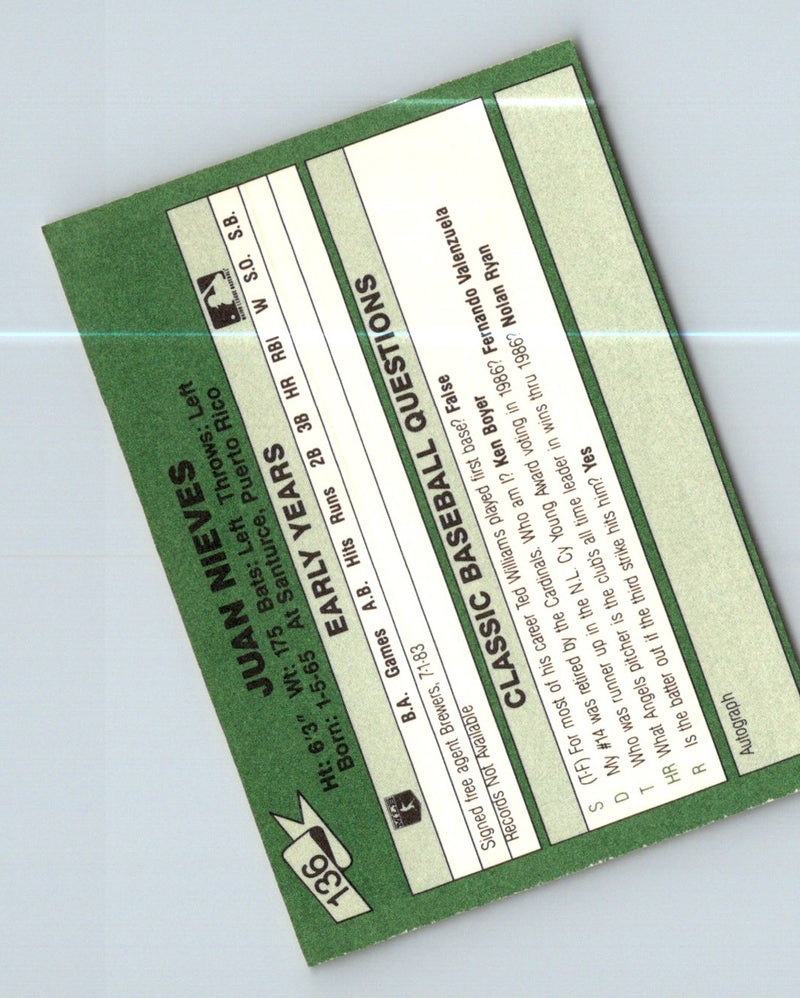 136
JUAN NIEVES
Ht: 6'3" Wt: 175 Bats: Left Throws: Left
Born: 1-5-65 At Santurce, Puerto Rico
EARLY YEARS
B.A. Games A.B. Hits Runs 2B 3B HR RBI W S.O. S.B.
Signed free agent Brewers, 7-1-83
Records Not Available
CLASSIC BASEBALL QUESTIONS
S (T-F) For most of his career Ted Williams played first base? False
D My #14 was retired by the Cardinals. Who am I? Ken Boyer
T Who was runner up in the N.L. Cy Young Award voting in 1986? Fernando Valenzuela
HR What Angels pitcher is the clubs all time leader in wins thru 1986? Nolan Ryan
R Is the batter out if the third strike hits him? Yes
Autograph